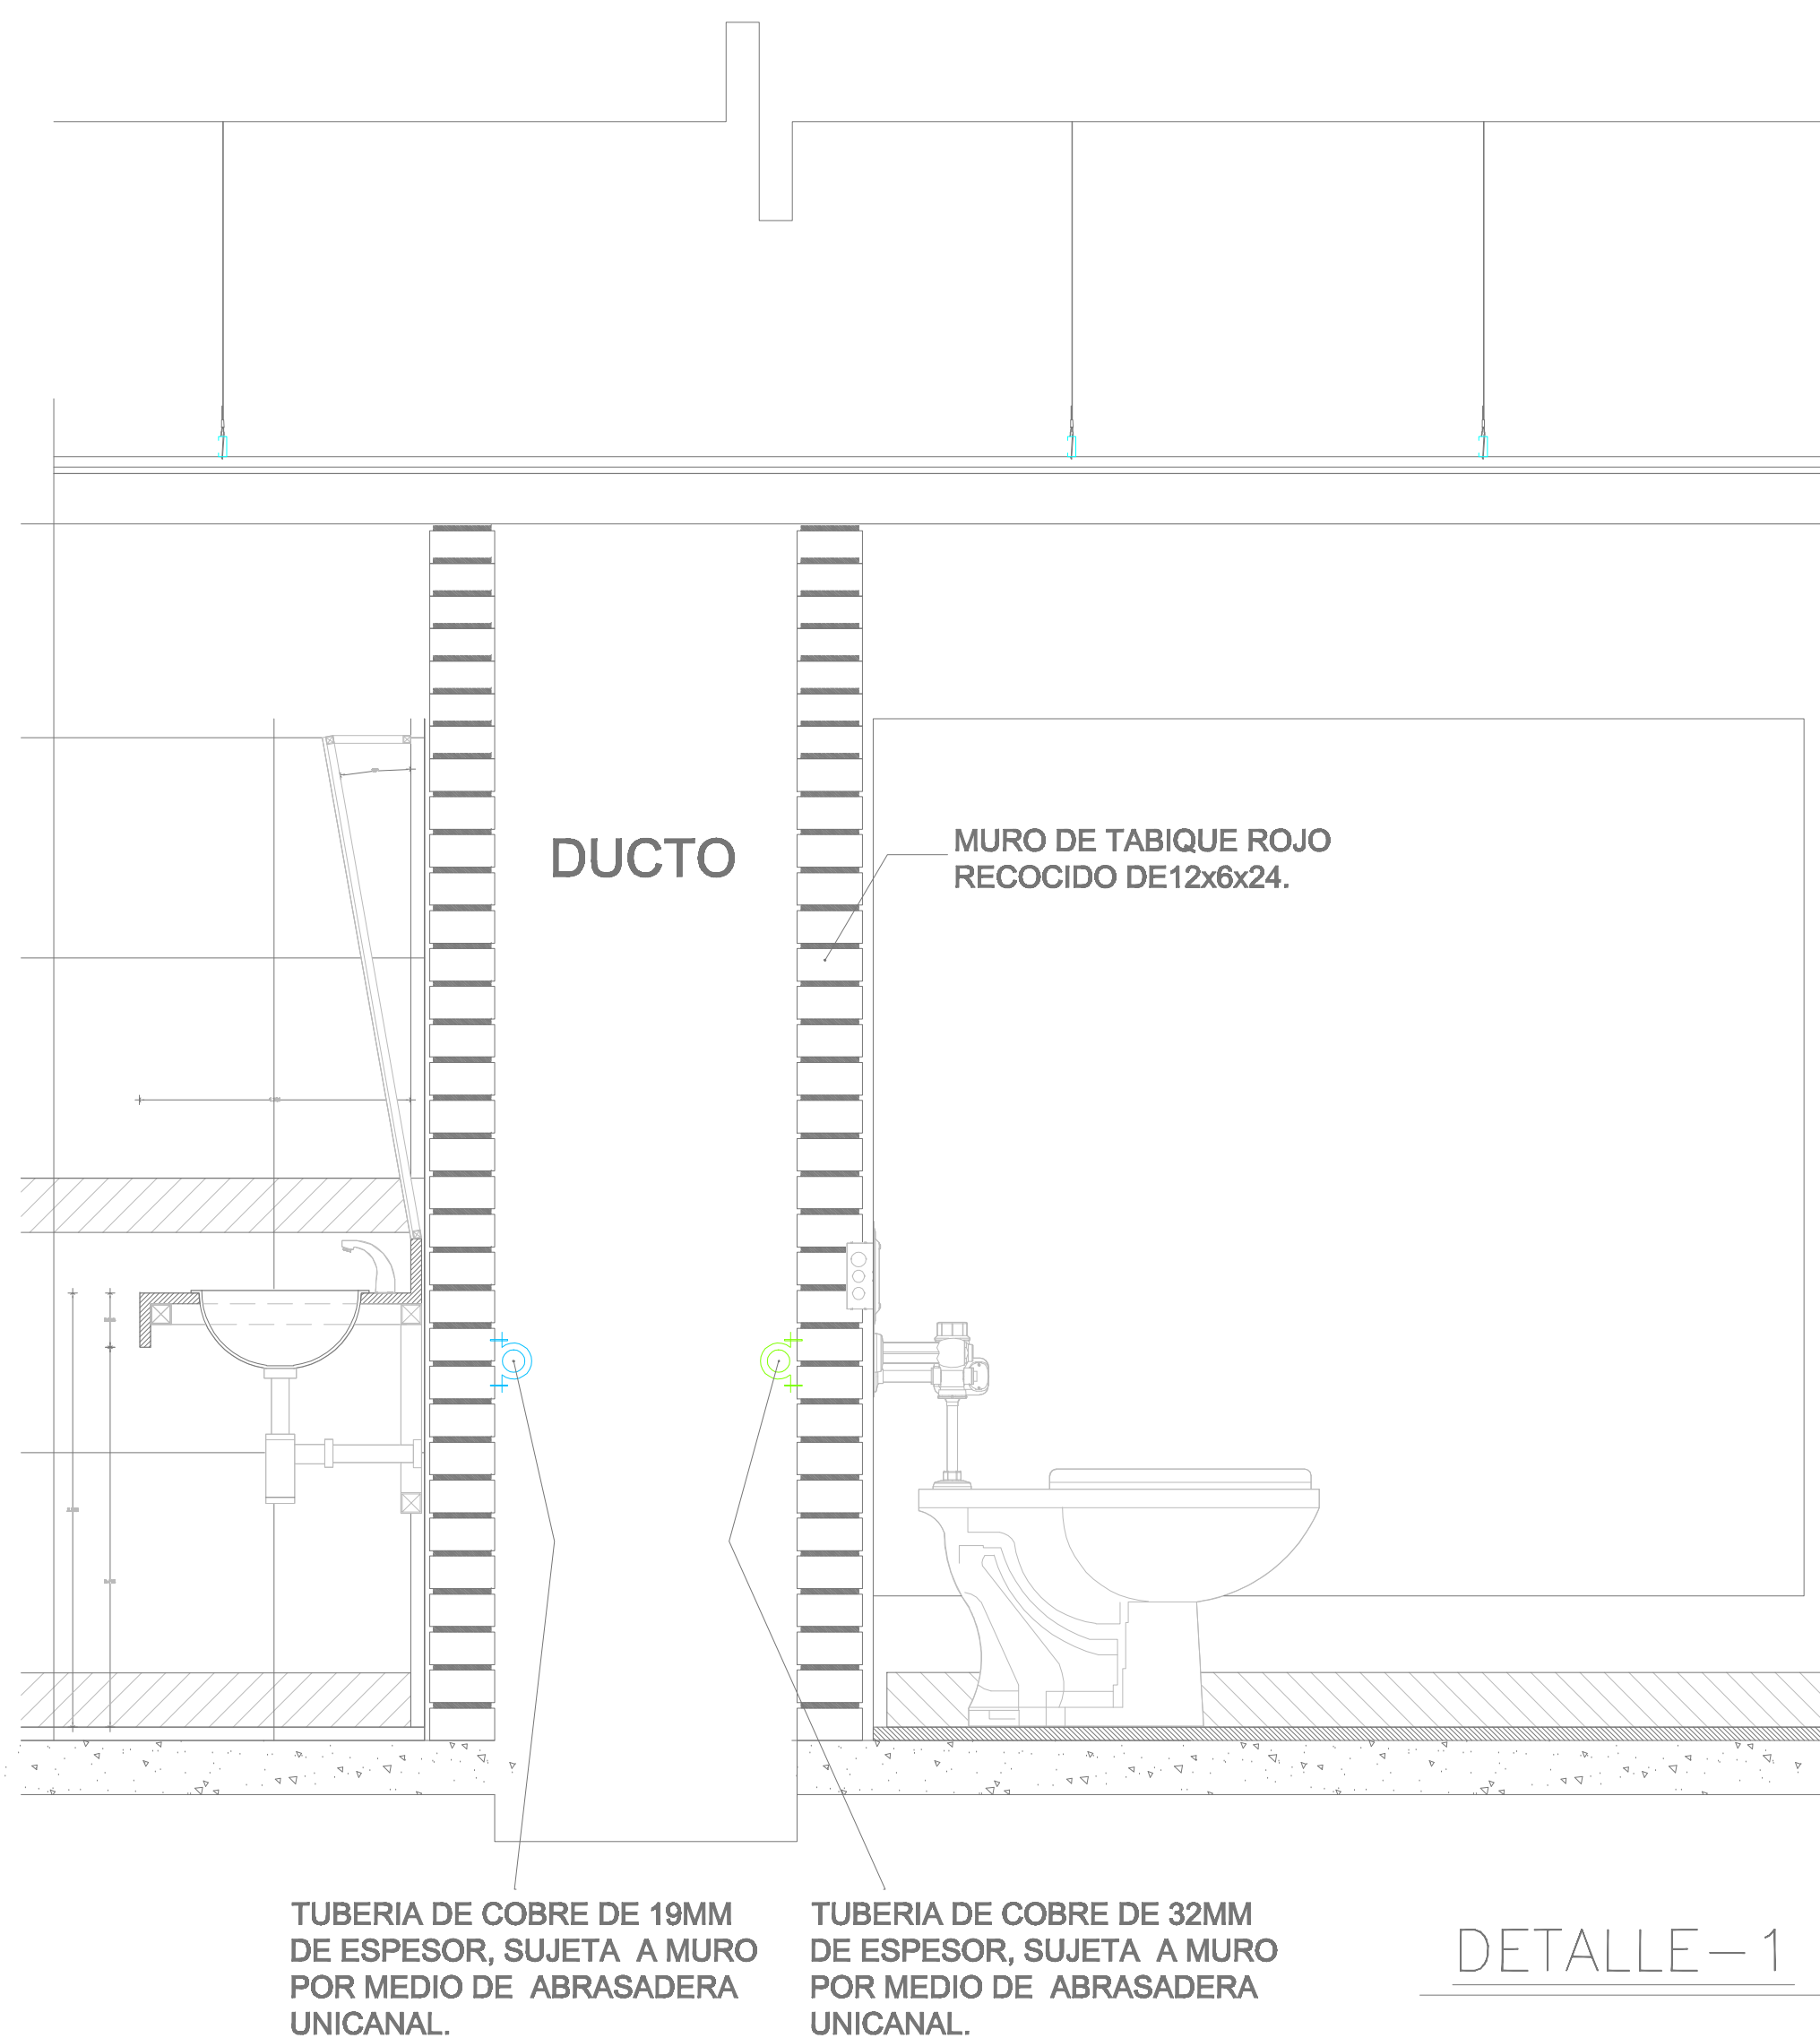 DUCTO
MURO DE TABIQUE ROJO
RECOCIDO DE12x6x24.
TUBERIA DE COBRE DE 19MM
DE ESPESOR, SUJETA A MURO
POR MEDIO DE ABRASADERA
UNICANAL.
TUBERIA DE COBRE DE 32MM
DE ESPESOR, SUJETA A MURO
POR MEDIO DE ABRASADERA
UNICANAL.
DETALLE-1